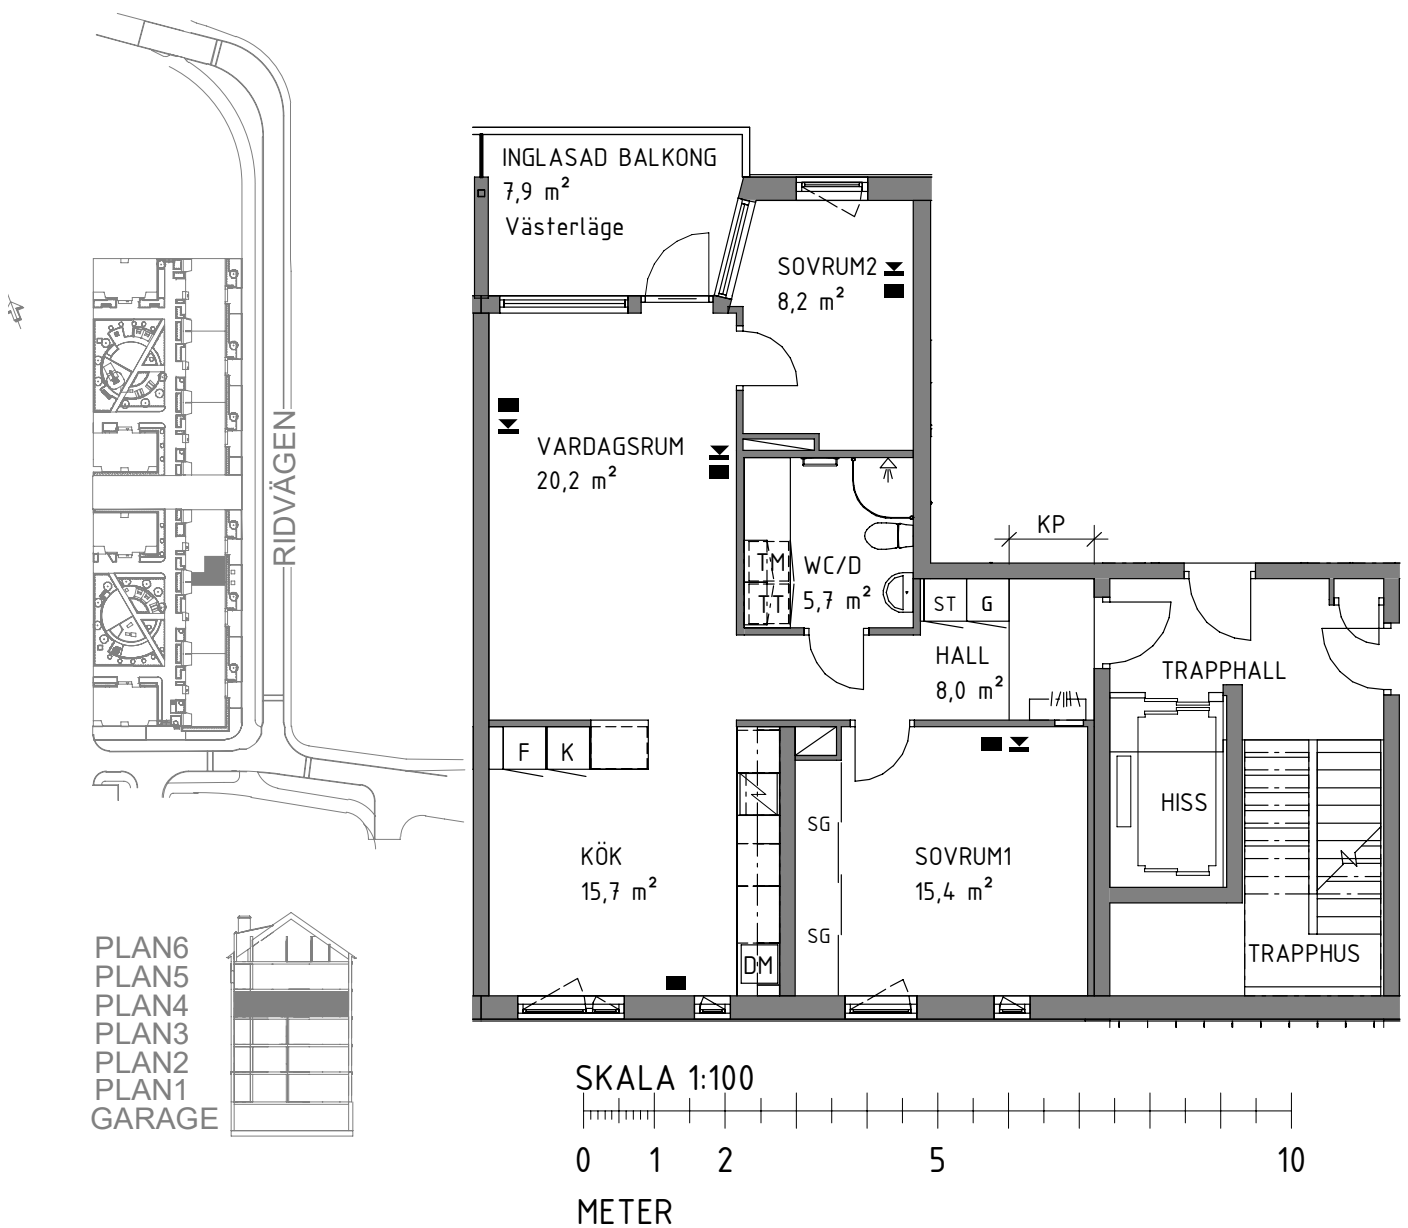 INGLASAD BALKONG
7,9 m²
Västerläge
SOVRUM2
8,2 m²
VARDAGSRUM
20,2 m²
RIDVÄGEN
KP
TM
TT
WC/D
5,7 m²
ST
G
HALL
8,0 m²
TRAPPHALL
F
K
HISS
SG
KÖK
15,7 m²
SOVRUM1
15,4 m²
SG
DM
TRAPPHUS
PLAN6
PLAN5
PLAN4
PLAN3
PLAN2
PLAN1
GARAGE
SKALA 1:100
0 1 2 5 10
METER